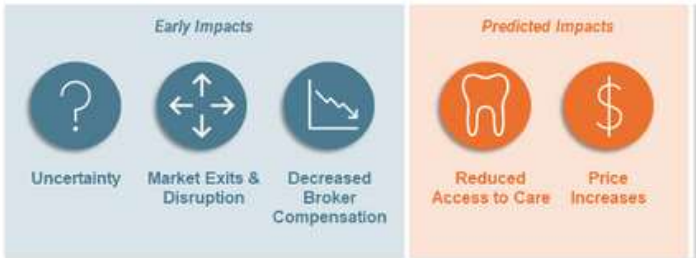 Early Impacts
Uncertainty
Market Exits &
Disruption
Decreased
Broker
Compensation
Predicted Impacts
Reduced
Access to Care
Price
Increases